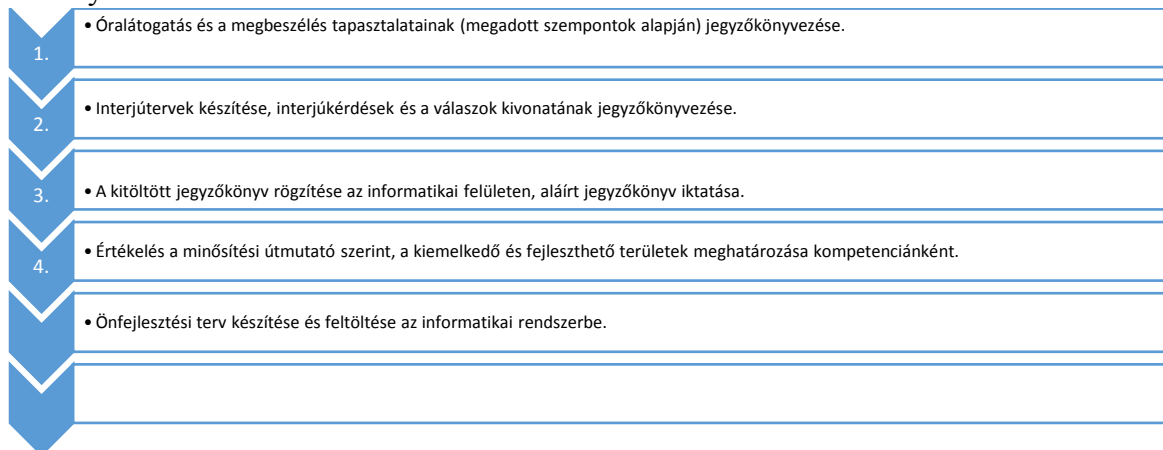 1.
• Óralátogatás és a megbeszélés tapasztalatainak (megadott szempontok alapján) jegyzőkönyvezése.
2.
• Interjútervek készítése, interjúkérdések és a válaszok kivonatának jegyzőkönyvezése.
3.
• A kitöltött jegyzőkönyv rögzítése az informatikai felületen, aláírt jegyzőkönyv iktatása.
4.
• Értékelés a minősítési útmutató szerint, a kiemelkedő és fejleszthető területek meghatározása kompetenciánként.
• Önfejlesztési terv készítése és feltöltése az informatikai rendszerbe.